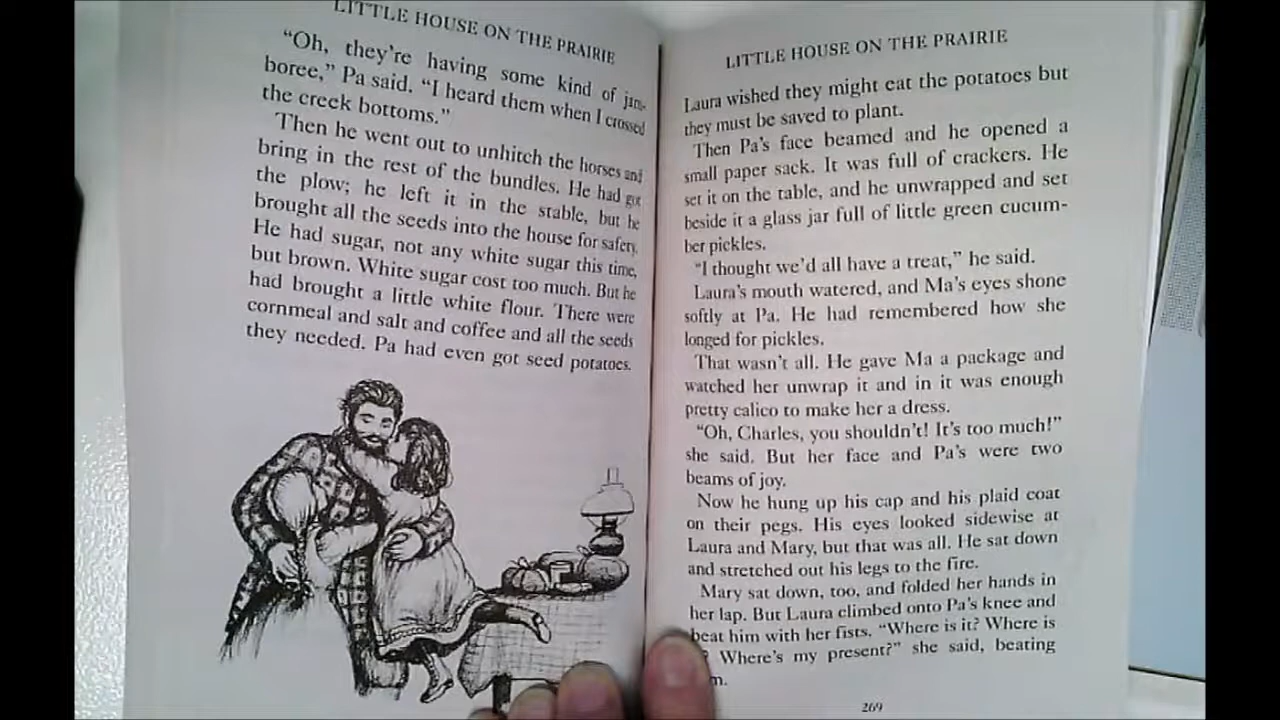 LITTLE HOUSE ON THE PRAIRIE
“Oh, they’re having some kind of jam-
boree,” Pa said. “I heard them when I crossed
the creek bottoms.”
Then he went out to unhitch the horses and
bring in the rest of the bundles. He had got
the plow; he left it in the stable, but he
brought all the seeds into the house for safety.
He had sugar, not any white sugar this time,
but brown. White sugar cost too much. But he
had brought a little white flour. There were
cornmeal and salt and coffee and all the seeds
they needed. Pa had even got seed potatoes.
LITTLE HOUSE ON THE PRAIRIE
Laura wished they might eat the potatoes but
they must be saved to plant.
Then Pa’s face beamed and he opened a
small paper sack. It was full of crackers. He
set it on the table, and he unwrapped and set
beside it a glass jar full of little green cucum-
ber pickles.
“I thought we’d all have a treat,” he said.
Laura’s mouth watered, and Ma’s eyes shone
softly at Pa. He had remembered how she
longed for pickles.
That wasn’t all. He gave Ma a package and
watched her unwrap it and in it was enough
pretty calico to make her a dress.
“Oh, Charles, you shouldn’t! It’s too much!”
she said. But her face and Pa’s were two
beams of joy.
Now he hung up his cap and his plaid coat
on their pegs. His eyes looked sidewise at
Laura and Mary, but that was all. He sat down
and stretched out his legs to the fire.
Mary sat down, too, and folded her hands in
her lap. But Laura climbed onto Pa’s knee and
beat him with her fists. “Where is it? Where is
Where’s my present?” she said, beating
269